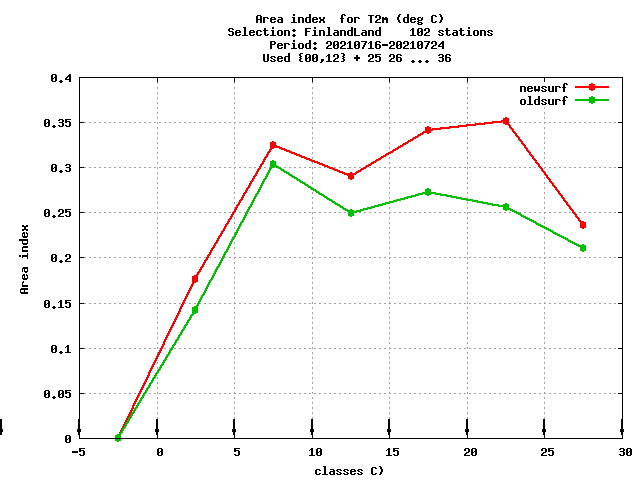 Area index  for T2m (deg C)
Selection: FinlandLand    102 stations
Period: 20210716-20210724
Used {00,12} + 25 26 ... 36
newsurf
oldsurf
0.4
0.35
0.3
0.25
0.2
0.15
0.1
0.05
0
Area index
-5 0 5 10 15 20 25 30
classes C)